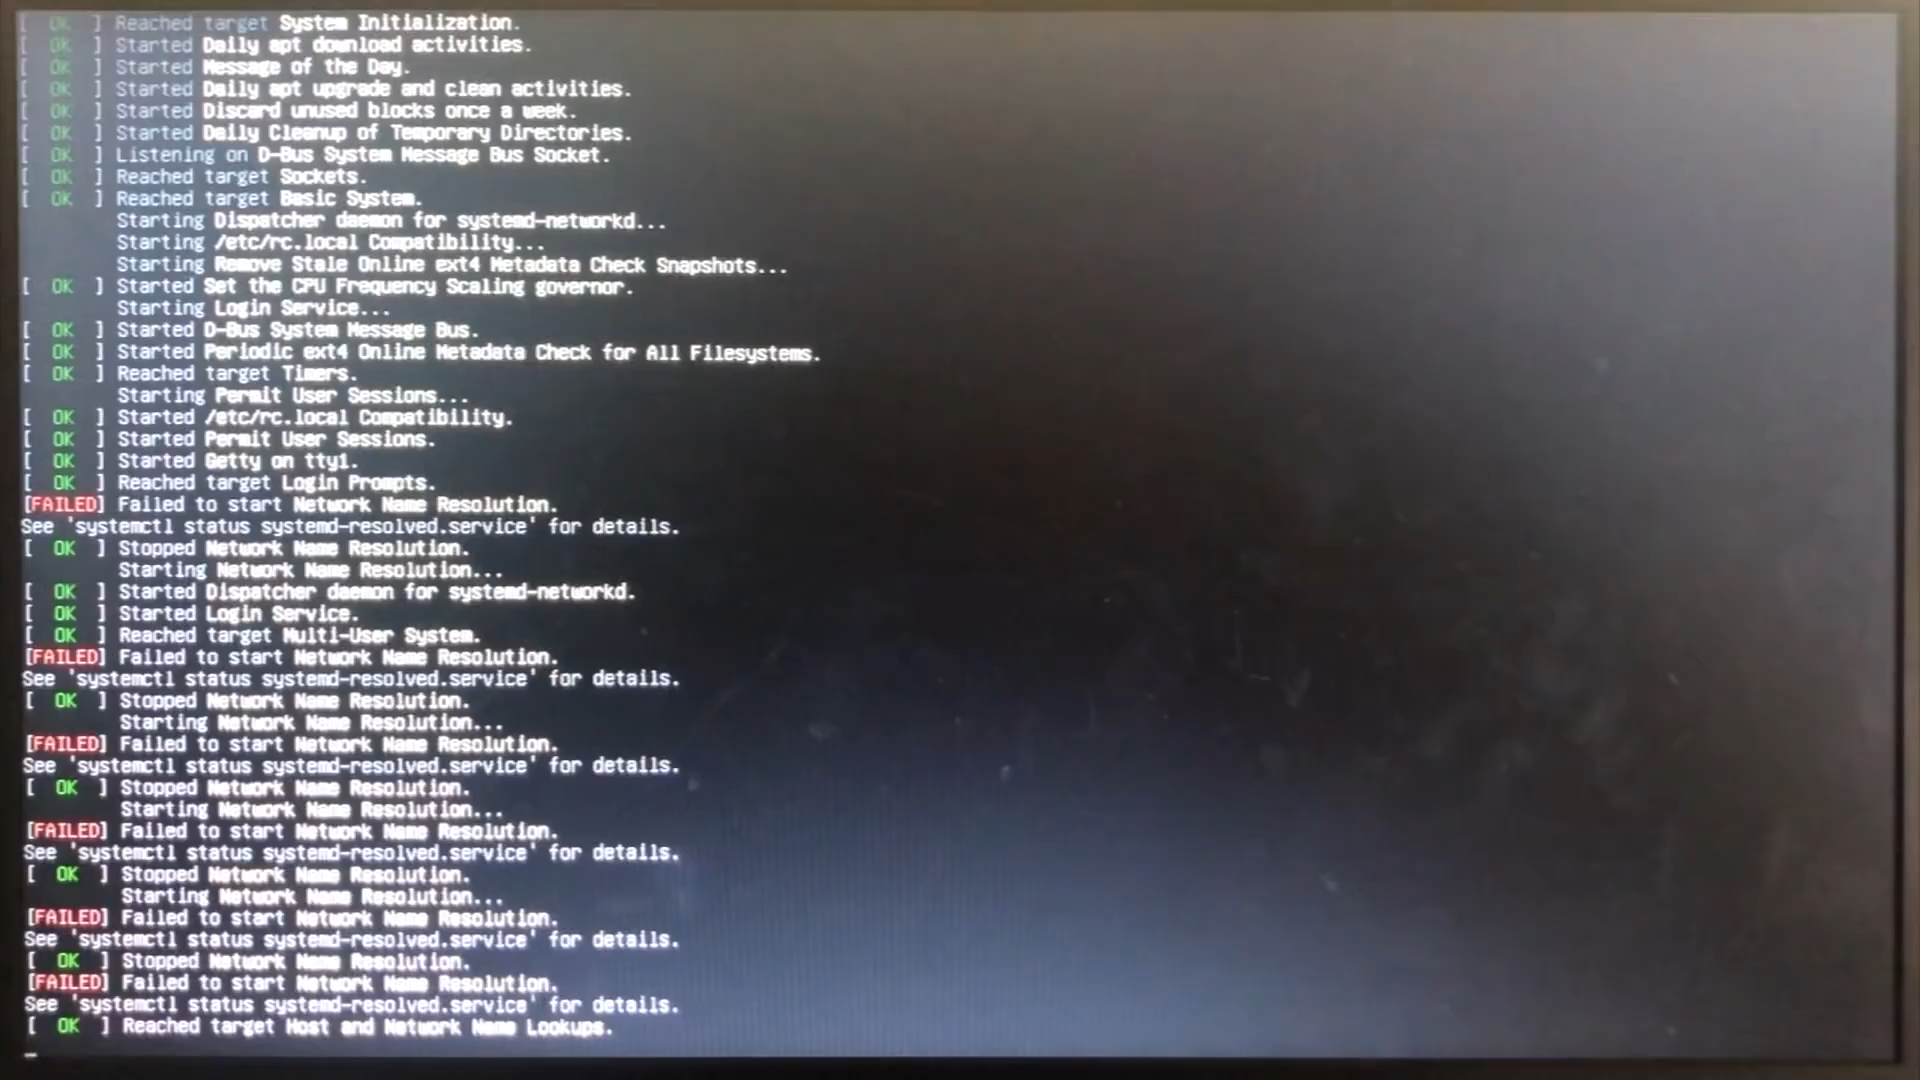 [  OK  ] Reached target System Initialization.
[  OK  ] Started Daily apt download activities.
[  OK  ] Started Message of the Day.
[  OK  ] Started Daily apt upgrade and clean activities.
[  OK  ] Started Discard unused blocks once a week.
[  OK  ] Started Daily Cleanup of Temporary Directories.
[  OK  ] Listening on D-Bus System Message Bus Socket.
[  OK  ] Reached target Sockets.
[  OK  ] Reached target Basic System.
Starting Dispatcher daemon for systemd-networkd...
Starting /etc/rc.local Compatibility...
Starting Remove Stale Online ext4 Metadata Check Snapshots...
[  OK  ] Started Set the CPU Frequency Scaling governor.
Starting Login Service...
[  OK  ] Started D-Bus System Message Bus.
[  OK  ] Started Periodic ext4 Online Metadata Check for All Filesystems.
[  OK  ] Reached target Timers.
Starting Permit User Sessions...
[  OK  ] Started /etc/rc.local Compatibility.
[  OK  ] Started Permit User Sessions.
[  OK  ] Started Getty on tty1.
[  OK  ] Reached target Login Prompts.
[FAILED] Failed to start Network Name Resolution.
See 'systemctl status systemd-resolved.service' for details.
[  OK  ] Stopped Network Name Resolution.
Starting Network Name Resolution...
[  OK  ] Started Dispatcher daemon for systemd-networkd.
[  OK  ] Started Login Service.
[  OK  ] Reached target Multi-User System.
[FAILED] Failed to start Network Name Resolution.
See 'systemctl status systemd-resolved.service' for details.
[  OK  ] Stopped Network Name Resolution.
Starting Network Name Resolution...
[FAILED] Failed to start Network Name Resolution.
See 'systemctl status systemd-resolved.service' for details.
[  OK  ] Stopped Network Name Resolution.
Starting Network Name Resolution...
[FAILED] Failed to start Network Name Resolution.
See 'systemctl status systemd-resolved.service' for details.
[  OK  ] Stopped Network Name Resolution.
Starting Network Name Resolution...
[FAILED] Failed to start Network Name Resolution.
See 'systemctl status systemd-resolved.service' for details.
[  OK  ] Stopped Network Name Resolution.
[FAILED] Failed to start Network Name Resolution.
See 'systemctl status systemd-resolved.service' for details.
[  OK  ] Reached target Host and Network Name Lookups.